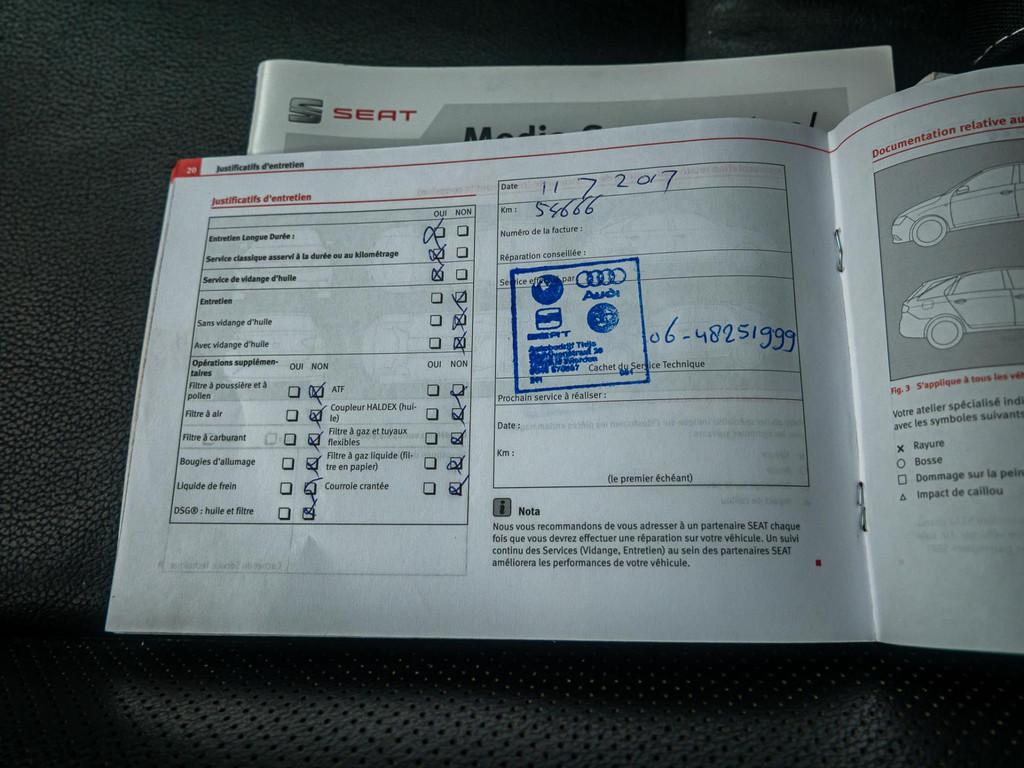 SEAT
20 Justificatifs d'entretien
Justificatifs d'entretien
OUI NON
Entretien Longue Durée :
Service classique asservi à la durée ou au kilométrage
Service de vidange d'huile
Entretien
Sans vidange d'huile
Avec vidange d'huile
Opérations supplémen-
taires
OUI NON
OUI NON
Filtre à poussière et à
pollen
ATF
Filtre à air
Coupleur HALDEX (hui-
le)
Filtre à carburant
Filtre à gaz et tuyaux
flexibles
Bougies d'allumage
Filtre à gaz liquide (fil-
tre en papier)
Liquide de frein
Courroie crantée
DSG® : huile et filtre
Date 11 7 2017
Km : 54666
Numéro de la facture :
Réparation conseillée :
Audi
SEAT
06-48251999
Cachet du Service Technique
Prochain service à réaliser :
Date :
Km :
(le premier échéant)
i Nota
Nous vous recommandons de vous adresser à un partenaire SEAT chaque
fois que vous devrez effectuer une réparation sur votre véhicule. Un suivi
continu des Services (Vidange, Entretien) au sein des partenaires SEAT
améliorera les performances de votre véhicule.
Documentation relative au
Fig. 3 S'applique à tous les
Votre atelier spécialisé
avec les symboles suivants
Rayure
Bosse
Dommage sur la
Impact de caillou